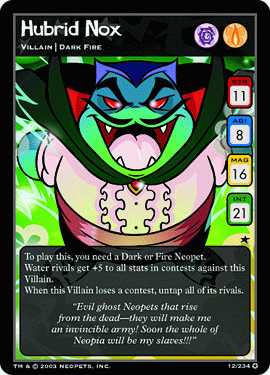 Hubrid Nox
VILLAIN | DARK FIRE
STR
11
AGI
8
MAG
16
INT
21
To play this, you need a Dark or Fire Neopet.
Water rivals get +5 to all stats in contests against this
Villain.
When this Villain loses a contest, untap all of its rivals.
"Evil ghost Neopets that rise
from the dead—they will make me
an invincible army! Soon the whole of
Neopia will be my slaves!!!"
TM & © 2003 NEOPETS, INC.
12/234